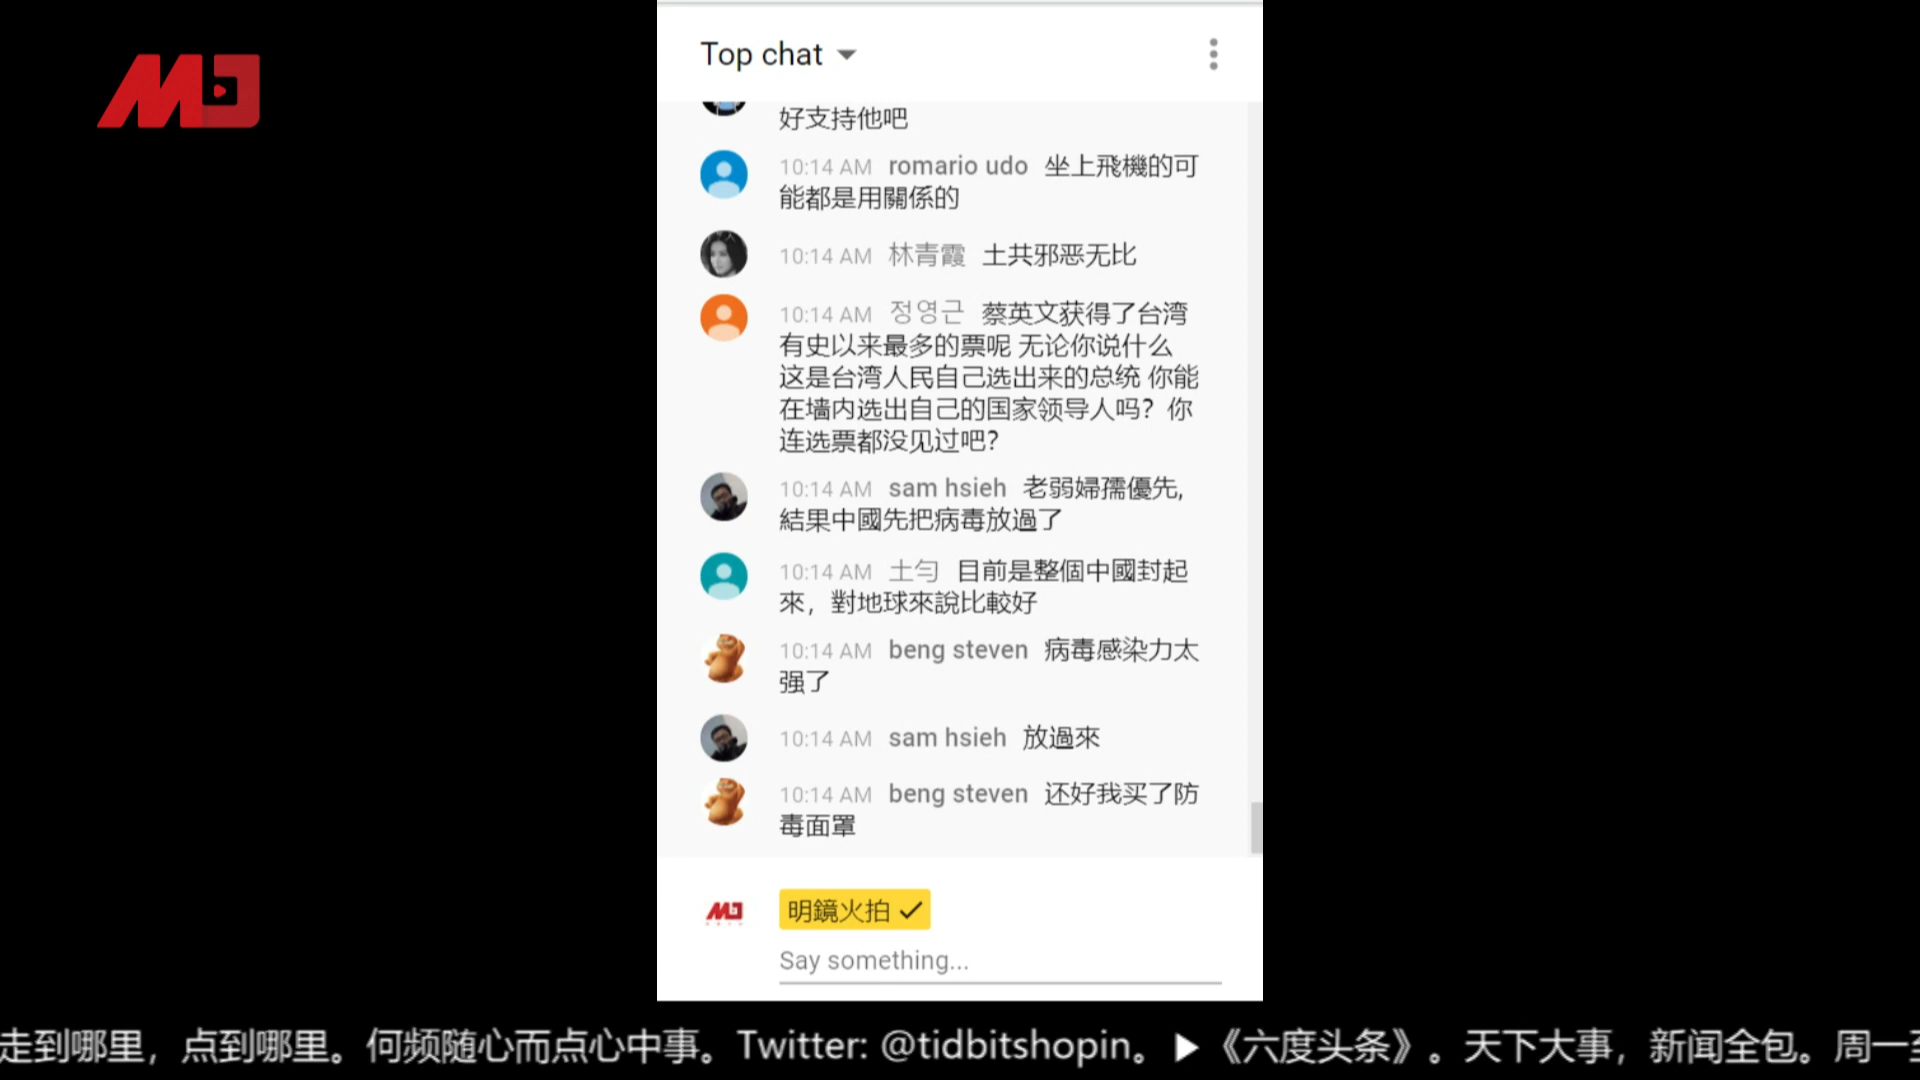 MJ
Top chat
好支持他吧
10:14 AM romario udo 坐上飛機的可
能都是用關係的
10:14 AM 林青霞 土共邪恶无比
10:14 AM 정영근 蔡英文获得了台湾
有史以来最多的票呢 无论你说什么
这是台湾人民自己选出来的总统 你能
在墙内选出自己的国家领导人吗？你
连选票都没见过吧？
10:14 AM sam hsieh 老弱婦孺優先,
結果中國先把病毒放過了
10:14 AM 土勻 目前是整個中國封起
來，對地球來說比較好
10:14 AM beng steven 病毒感染力太
强了
10:14 AM sam hsieh 放過來
10:14 AM beng steven 还好我买了防
毒面罩
明鏡火拍
Say something...
走到哪里，点到哪里。何频随心而点心中事。Twitter: @tidbitshopin。▶《六度头条》。天下大事，新闻全包。周一